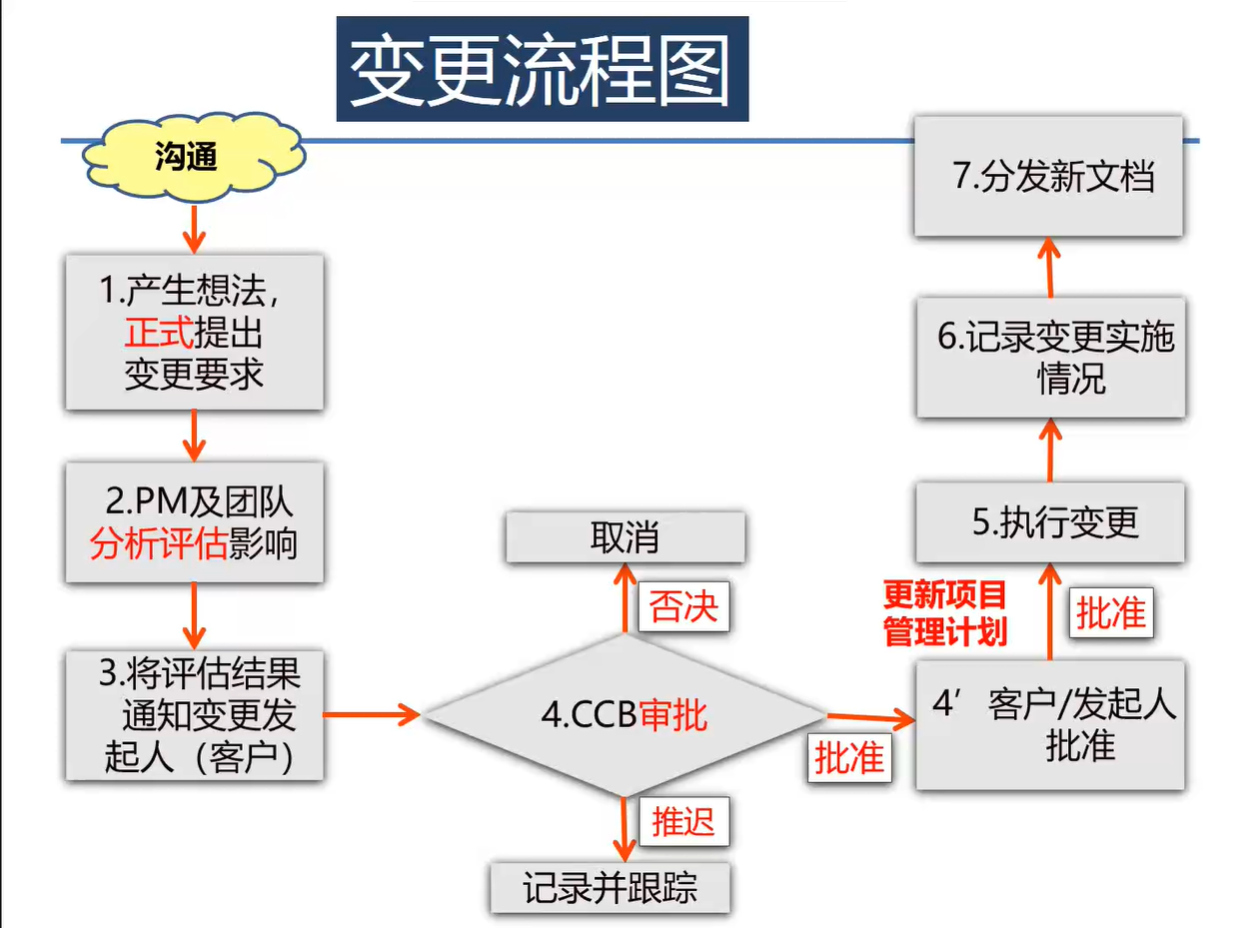 变更流程图
沟通
1.产生想法，
正式提出
变更要求
2.PM及团队
分析评估影响
3.将评估结果
通知变更发
起人（客户）
4.CCB审批
否决
取消
推迟
记录并跟踪
批准
4′ 客户/发起人
批准
更新项目
管理计划
批准
5.执行变更
6.记录变更实施
情况
7.分发新文档